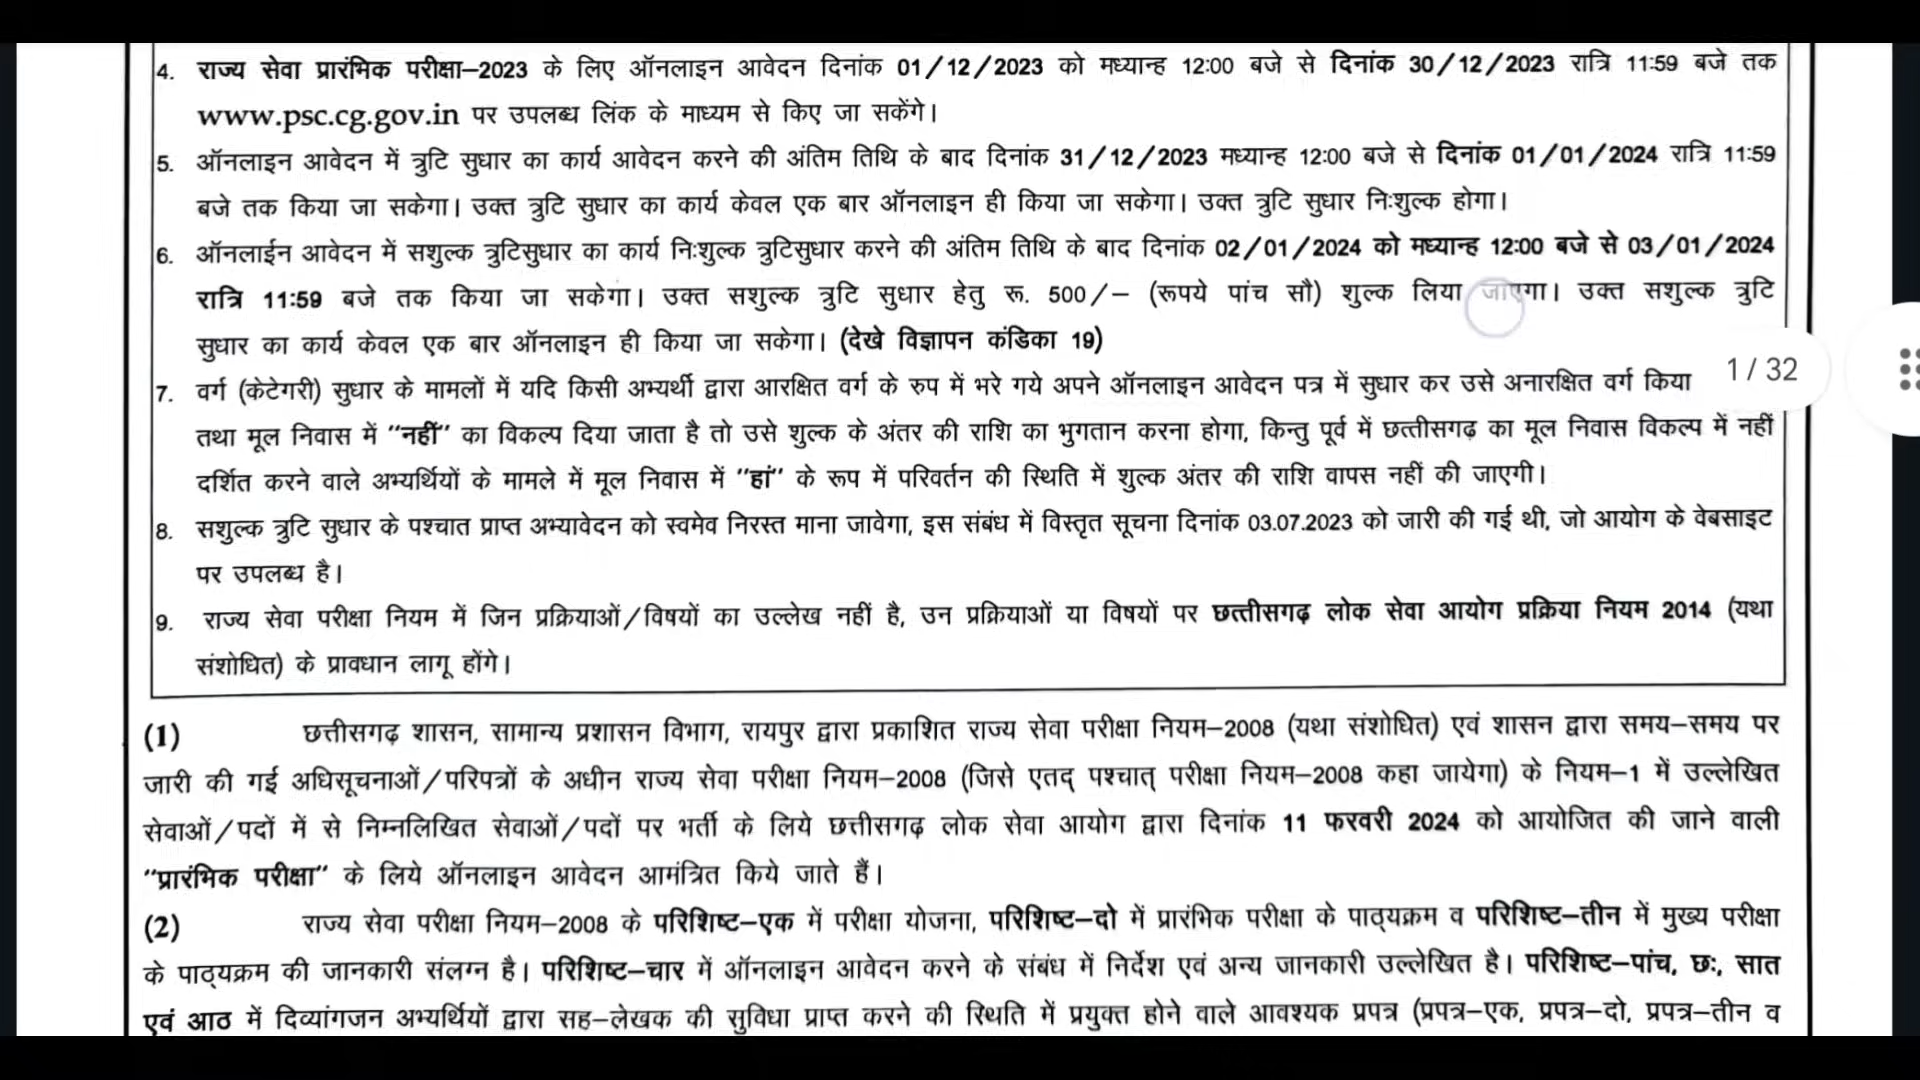 4. राज्य सेवा प्रारंभिक परीक्षा–2023 के लिए ऑनलाइन आवेदन दिनांक 01/12/2023 को मध्यान्ह 12:00 बजे से दिनांक 30/12/2023 रात्रि 11:59 बजे तक
www.psc.cg.gov.in पर उपलब्ध लिंक के माध्यम से किए जा सकेंगे।
5. ऑनलाइन आवेदन में त्रुटि सुधार का कार्य आवेदन करने की अंतिम तिथि के बाद दिनांक 31/12/2023 मध्यान्ह 12:00 बजे से दिनांक 01/01/2024 रात्रि 11:59
बजे तक किया जा सकेगा। उक्त त्रुटि सुधार का कार्य केवल एक बार ऑनलाइन ही किया जा सकेगा। उक्त त्रुटि सुधार निःशुल्क होगा।
6. ऑनलाईन आवेदन में सशुल्क त्रुटिसुधार का कार्य निःशुल्क त्रुटिसुधार करने की अंतिम तिथि के बाद दिनांक 02/01/2024 को मध्यान्ह 12:00 बजे से 03/01/2024
रात्रि 11:59 बजे तक किया जा सकेगा। उक्त सशुल्क त्रुटि सुधार हेतु रू. 500/– (रूपये पांच सौ) शुल्क लिया जाएगा। उक्त सशुल्क त्रुटि
सुधार का कार्य केवल एक बार ऑनलाइन ही किया जा सकेगा। (देखे विज्ञापन कंडिका 19)
1 / 32
7. वर्ग (केटेगरी) सुधार के मामलों में यदि किसी अभ्यर्थी द्वारा आरक्षित वर्ग के रुप में भरे गये अपने ऑनलाइन आवेदन पत्र में सुधार कर उसे अनारक्षित वर्ग किया
तथा मूल निवास में "नहीं" का विकल्प दिया जाता है तो उसे शुल्क के अंतर की राशि का भुगतान करना होगा, किन्तु पूर्व में छत्तीसगढ़ का मूल निवास विकल्प में नहीं
दर्शित करने वाले अभ्यर्थियों के मामले में मूल निवास में "हां" के रूप में परिवर्तन की स्थिति में शुल्क अंतर की राशि वापस नहीं की जाएगी।
8. सशुल्क त्रुटि सुधार के पश्चात प्राप्त अभ्यावेदन को स्वमेव निरस्त माना जावेगा, इस संबंध में विस्तृत सूचना दिनांक 03.07.2023 को जारी की गई थी, जो आयोग के वेबसाइट
पर उपलब्ध है।
9. राज्य सेवा परीक्षा नियम में जिन प्रक्रियाओं/विषयों का उल्लेख नहीं है, उन प्रक्रियाओं या विषयों पर छत्तीसगढ़ लोक सेवा आयोग प्रक्रिया नियम 2014 (यथा
संशोधित) के प्रावधान लागू होंगे।
(1) छत्तीसगढ़ शासन, सामान्य प्रशासन विभाग, रायपुर द्वारा प्रकाशित राज्य सेवा परीक्षा नियम–2008 (यथा संशोधित) एवं शासन द्वारा समय–समय पर
जारी की गई अधिसूचनाओं/परिपत्रों के अधीन राज्य सेवा परीक्षा नियम–2008 (जिसे एतद् पश्चात् परीक्षा नियम–2008 कहा जायेगा) के नियम–1 में उल्लेखित
सेवाओं/पदों में से निम्नलिखित सेवाओं/पदों पर भर्ती के लिये छत्तीसगढ़ लोक सेवा आयोग द्वारा दिनांक 11 फरवरी 2024 को आयोजित की जाने वाली
"प्रारंभिक परीक्षा" के लिये ऑनलाइन आवेदन आमंत्रित किये जाते हैं।
(2) राज्य सेवा परीक्षा नियम–2008 के परिशिष्ट–एक में परीक्षा योजना, परिशिष्ट–दो में प्रारंभिक परीक्षा के पाठ्यक्रम व परिशिष्ट–तीन में मुख्य परीक्षा
के पाठ्यक्रम की जानकारी संलग्न है। परिशिष्ट–चार में ऑनलाइन आवेदन करने के संबंध में निर्देश एवं अन्य जानकारी उल्लेखित है। परिशिष्ट–पांच, छः, सात
एवं आठ में दिव्यांगजन अभ्यर्थियों द्वारा सह–लेखक की सुविधा प्राप्त करने की स्थिति में प्रयुक्त होने वाले आवश्यक प्रपत्र (प्रपत्र–एक, प्रपत्र–दो, प्रपत्र–तीन व